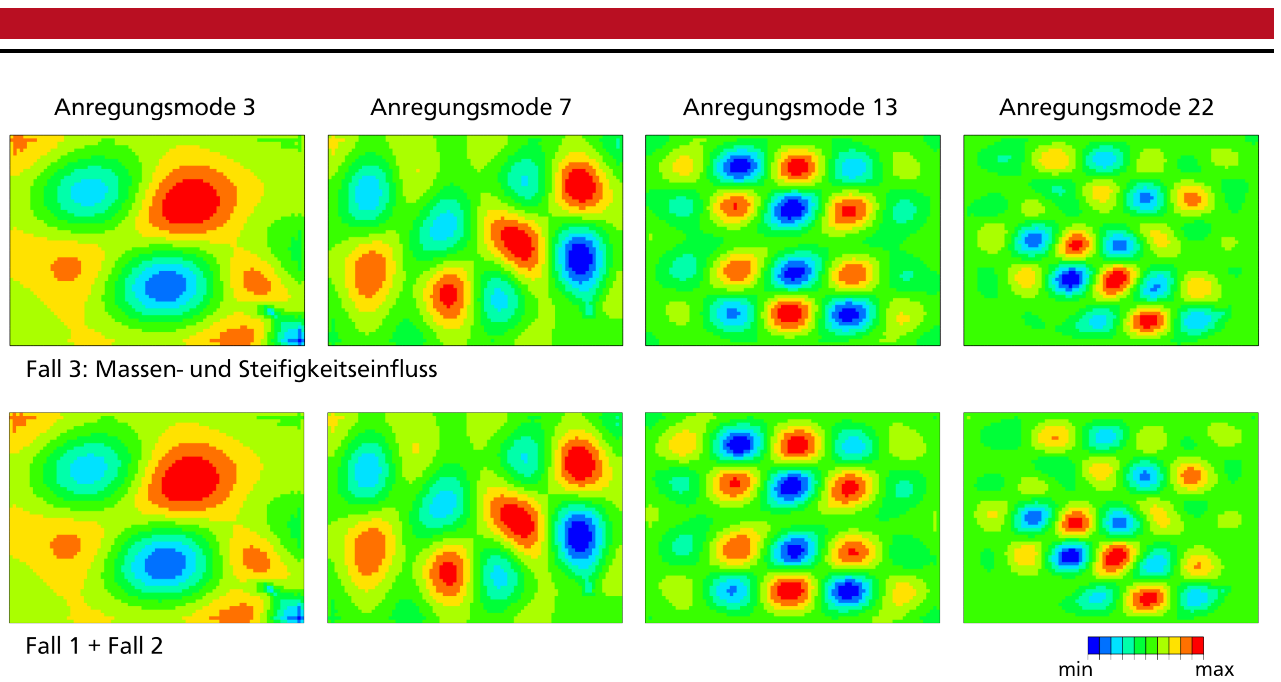 Anregungsmode 3
Anregungsmode 7
Anregungsmode 13
Anregungsmode 22
Fall 3: Massen- und Steifigkeitseinfluss
Fall 1 + Fall 2
min
max